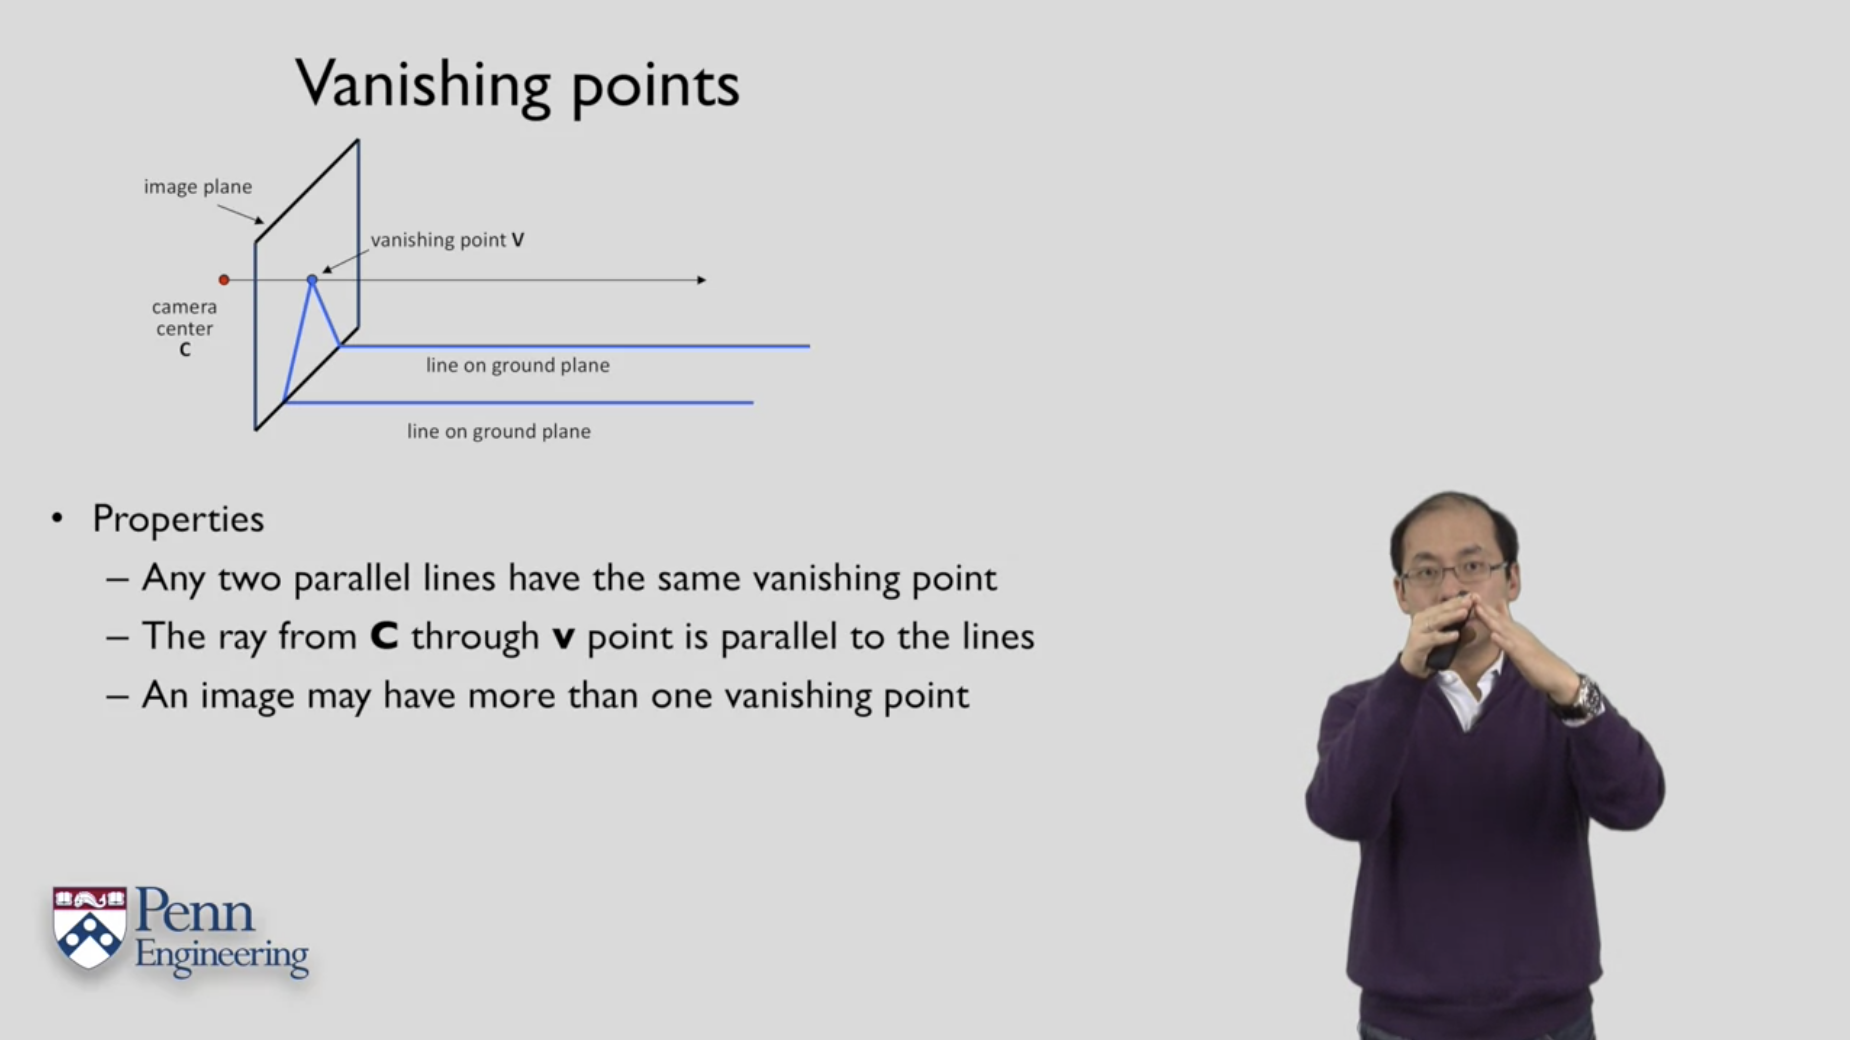 Vanishing points
image plane
vanishing point V
camera
center
C
line on ground plane
line on ground plane
• Properties
– Any two parallel lines have the same vanishing point
– The ray from C through v point is parallel to the lines
– An image may have more than one vanishing point
Penn
Engineering